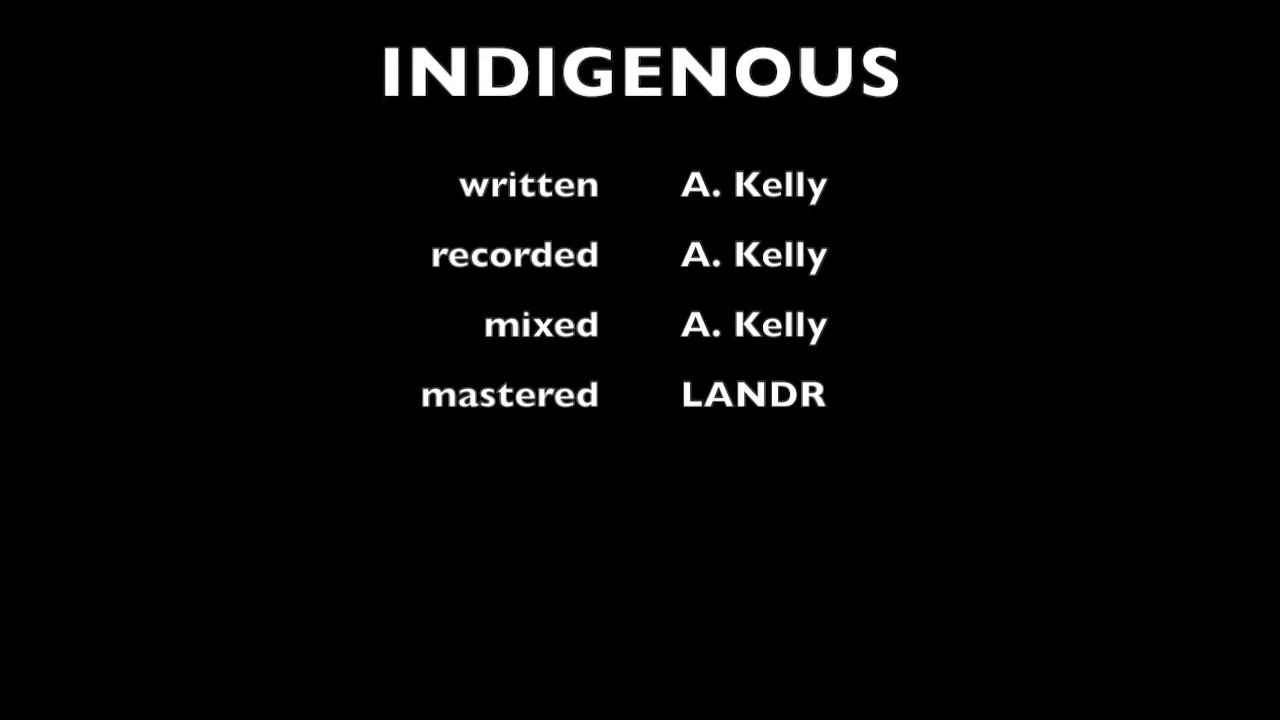 INDIGENOUS
written A. Kelly
recorded A. Kelly
mixed A. Kelly
mastered LANDR